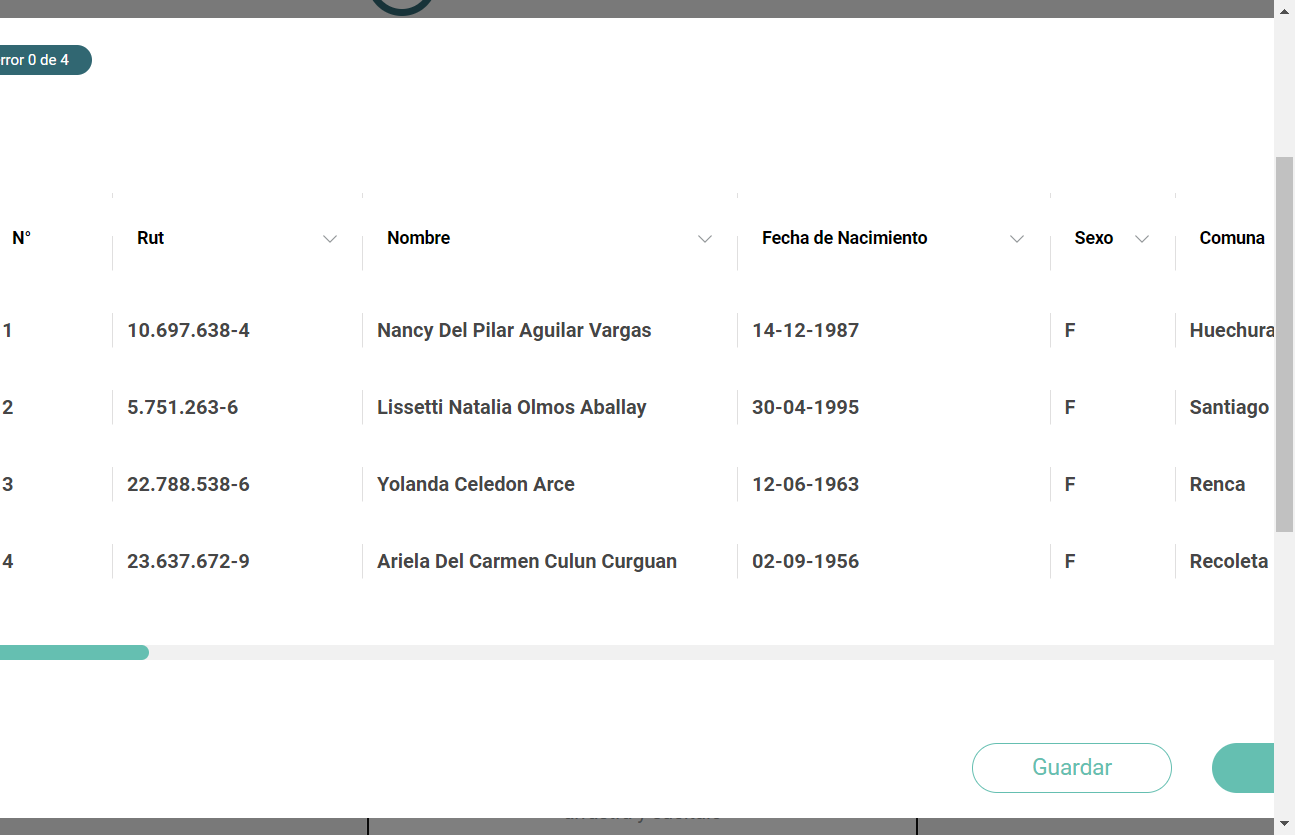 rror 0 de 4
N° Rut Nombre Fecha de Nacimiento Sexo Comuna
1 10.697.638-4 Nancy Del Pilar Aguilar Vargas 14-12-1987 F Huechura
2 5.751.263-6 Lissetti Natalia Olmos Aballay 30-04-1995 F Santiago
3 22.788.538-6 Yolanda Celedon Arce 12-06-1963 F Renca
4 23.637.672-9 Ariela Del Carmen Culun Curguan 02-09-1956 F Recoleta
Guardar